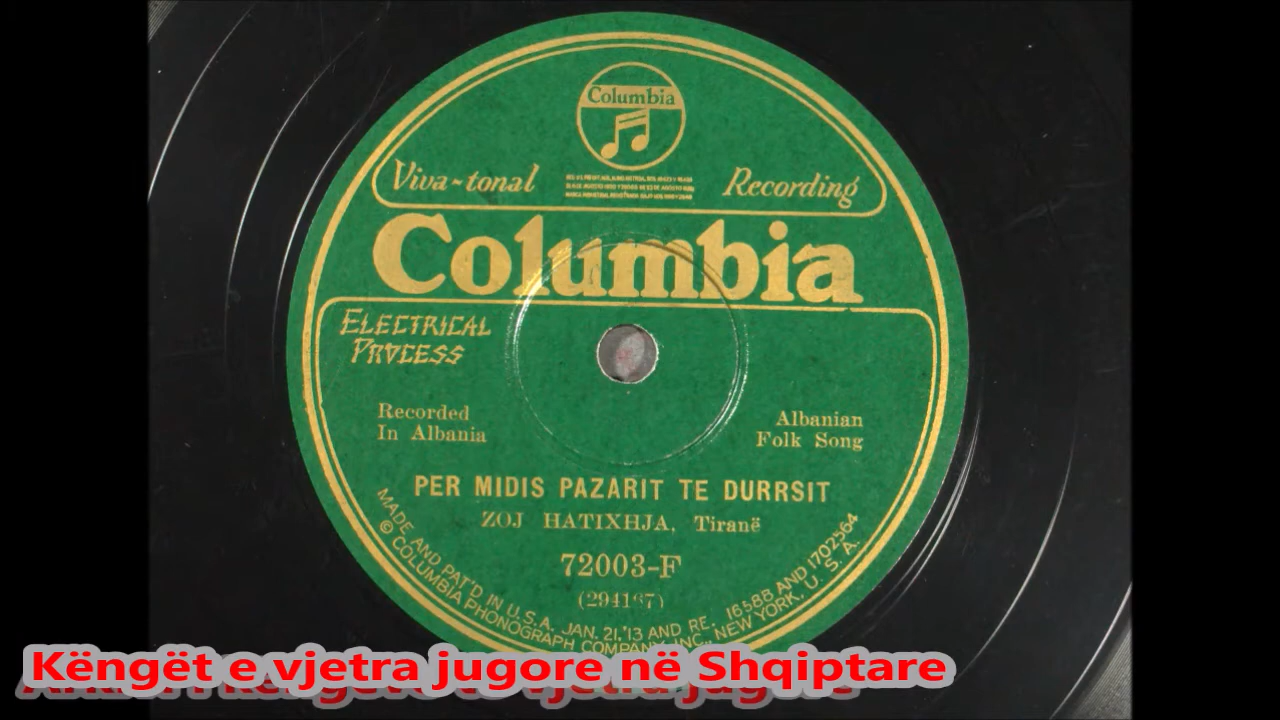 Columbia
Viva-tonal Recording
Columbia
ELECTRICAL
PROCESS
Recorded
In Albania
Albanian
Folk Song
PER MIDIS PAZARIT TE DURRSIT
ZOJ HATIXHJA, Tiranë
72003-F
MADE AND PAT'D IN U.S.A. JAN. 21,'13 AND RE. 16588 AND 1702564
© COLUMBIA PHONOGRAPH COMPANY, INC., NEW YORK, U. S. A.
Këngët e vjetra jugore në Shqiptare